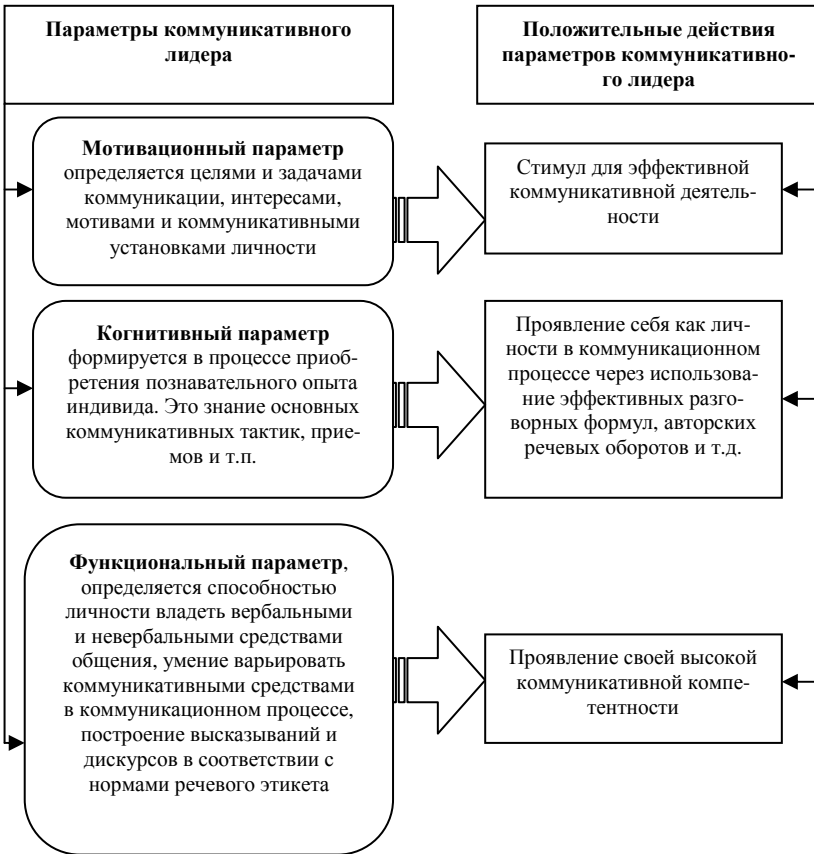 Параметры коммуникативного
лидера
Положительные действия
параметров коммуникативно-
го лидера
Мотивационный параметр
определяется целями и задачами
коммуникации, интересами,
мотивами и коммуникативными
установками личности
Стимул для эффективной
коммуникативной деятель-
ности
Когнитивный параметр
формируется в процессе приоб-
ретения познавательного опыта
индивида. Это знание основных
коммуникативных тактик, прие-
мов и т.п.
Проявление себя как лич-
ности в коммуникационном
процессе через использова-
ние эффективных разго-
ворных формул, авторских
речевых оборотов и т.д.
Функциональный параметр,
определяется способностью
личности владеть вербальными
и невербальными средствами
общения, умение варьировать
коммуникативными средствами
в коммуникационном процессе,
построение высказываний и
дискурсов в соответствии с
нормами речевого этикета
Проявление своей высокой
коммуникативной компе-
тентности